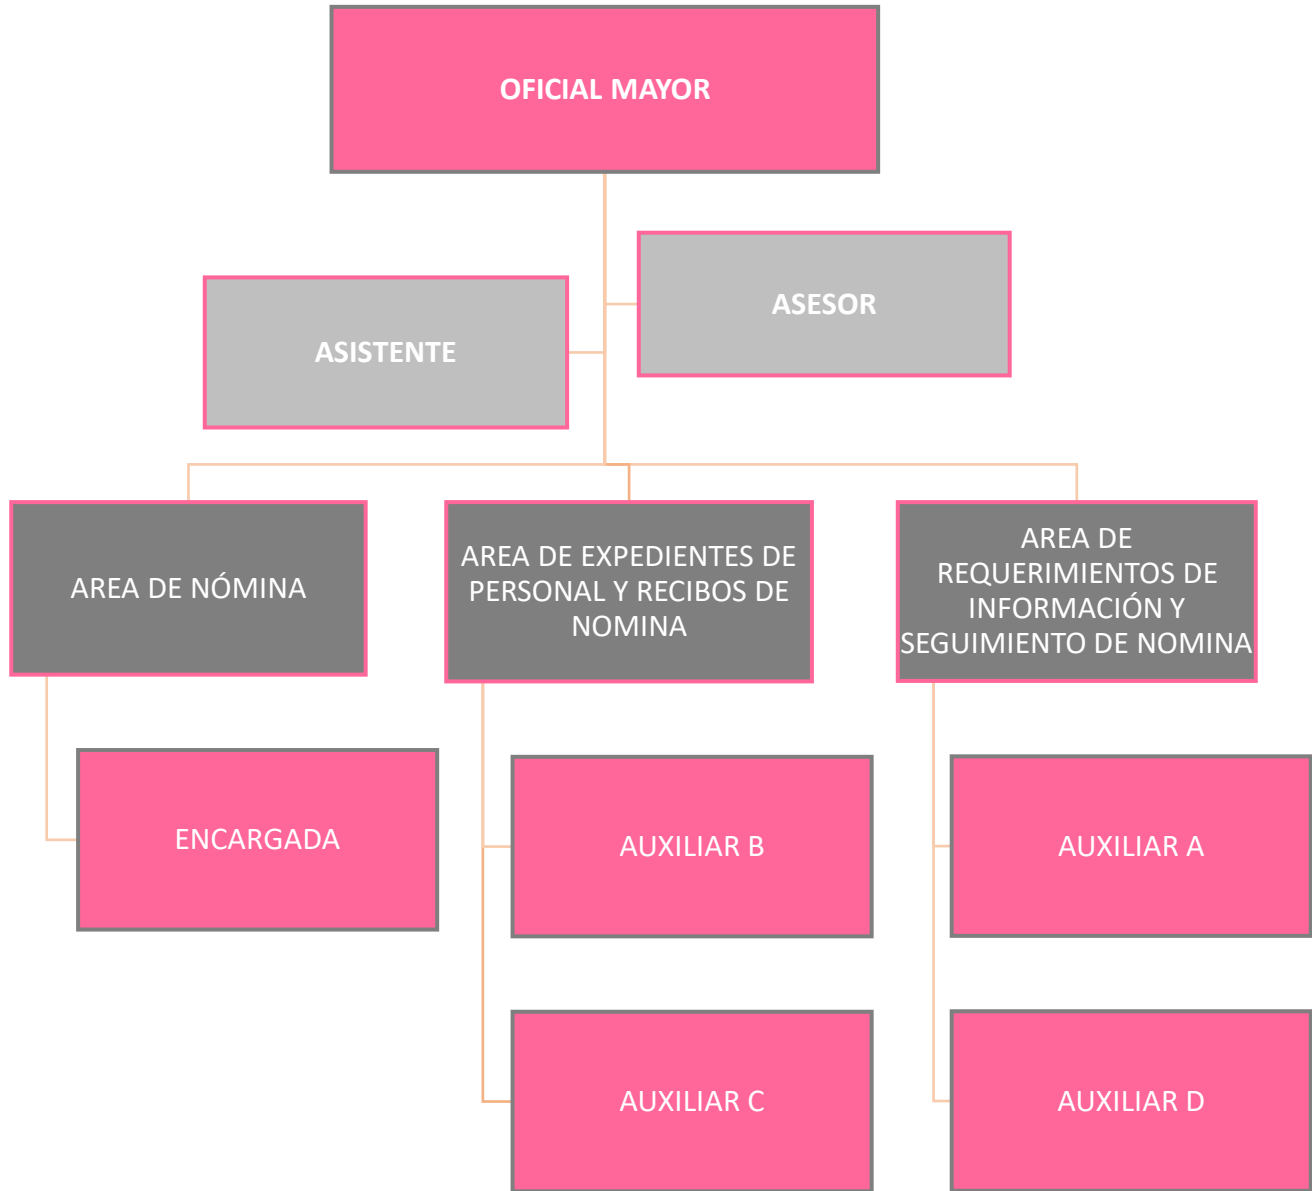 OFICIAL MAYOR
ASESOR
ASISTENTE
AREA DE NÓMINA
AREA DE EXPEDIENTES DE
PERSONAL Y RECIBOS DE
NOMINA
AREA DE
REQUERIMIENTOS DE
INFORMACIÓN Y
SEGUIMIENTO DE NOMINA
ENCARGADA
AUXILIAR B
AUXILIAR A
AUXILIAR C
AUXILIAR D